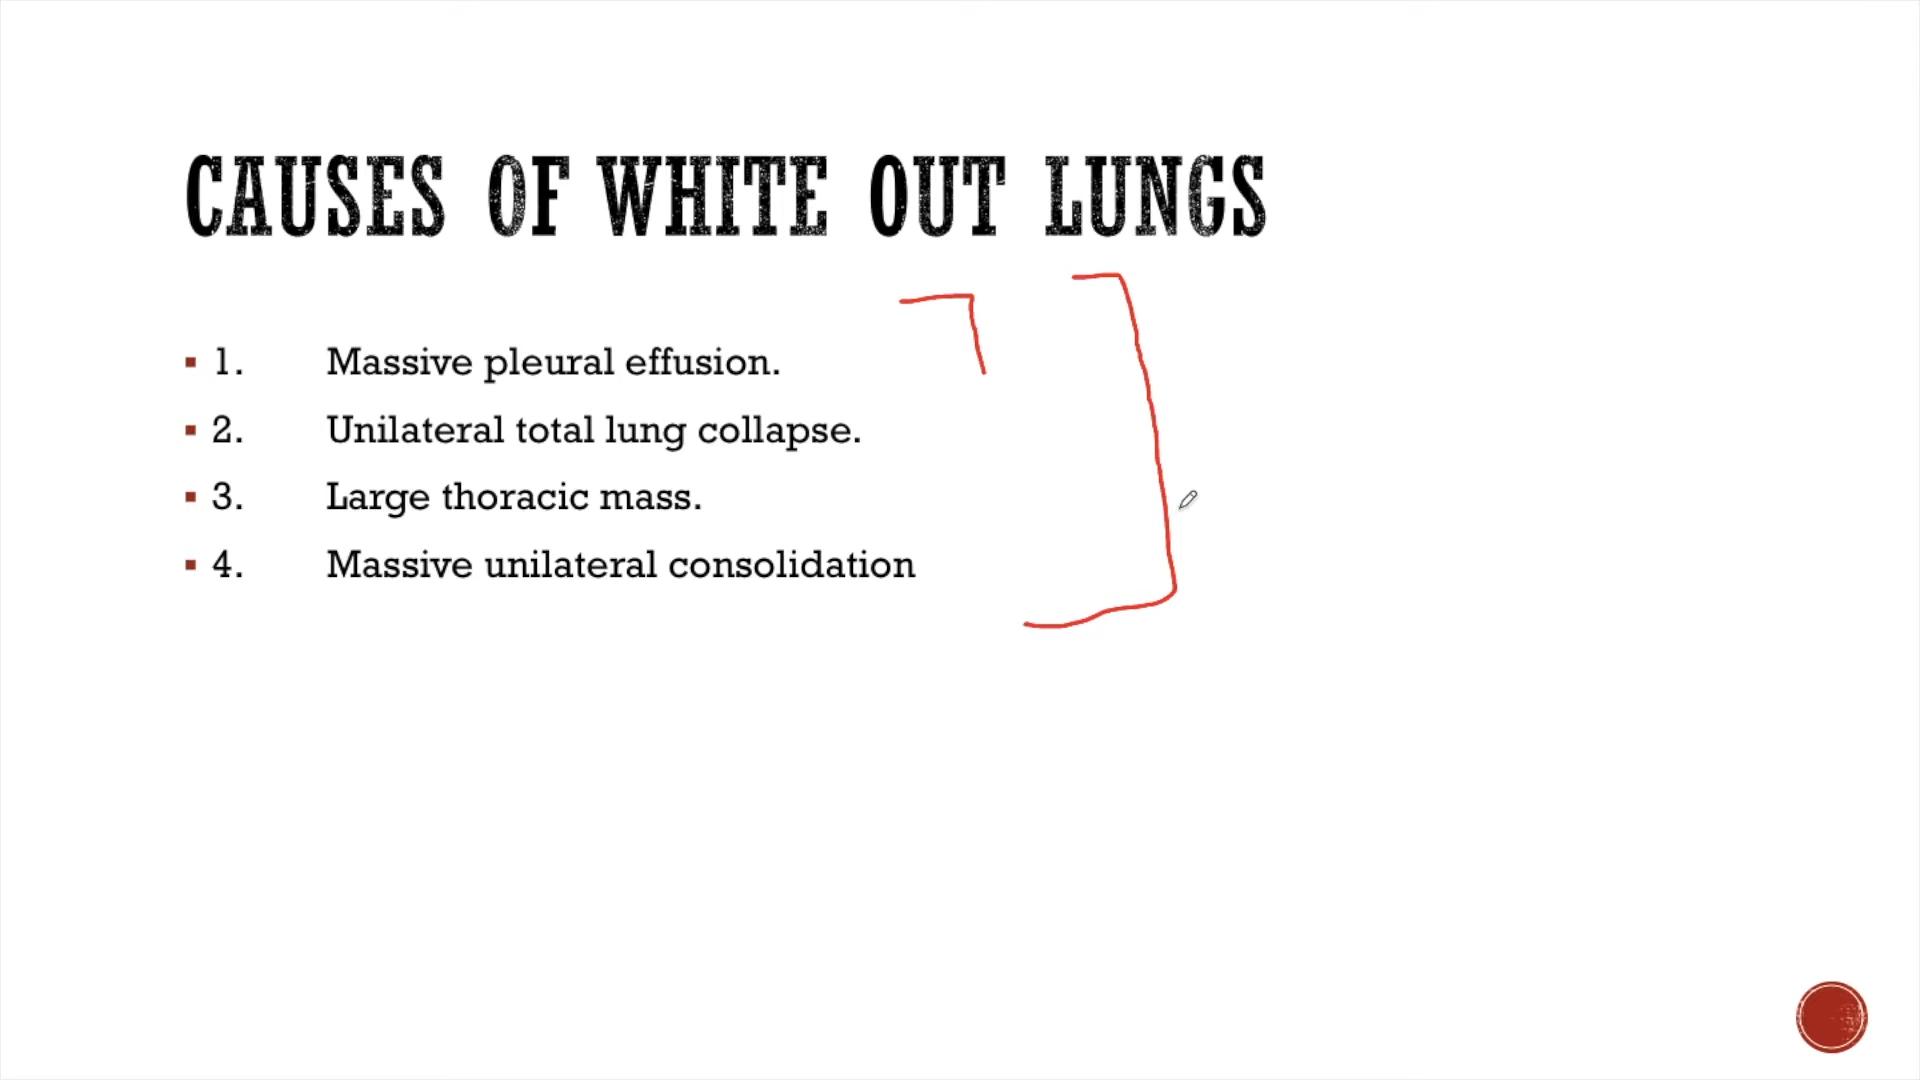 CAUSES OF WHITE OUT LUNGS
▪ 1. Massive pleural effusion.
▪ 2. Unilateral total lung collapse.
▪ 3. Large thoracic mass.
▪ 4. Massive unilateral consolidation